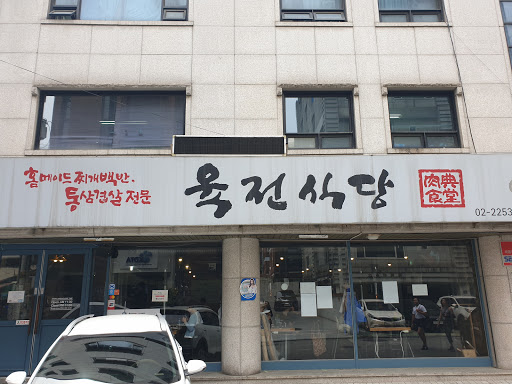 홈메이드 찌개백반.
통삼겹살 전문
육전식당
肉典
食堂
02-2253